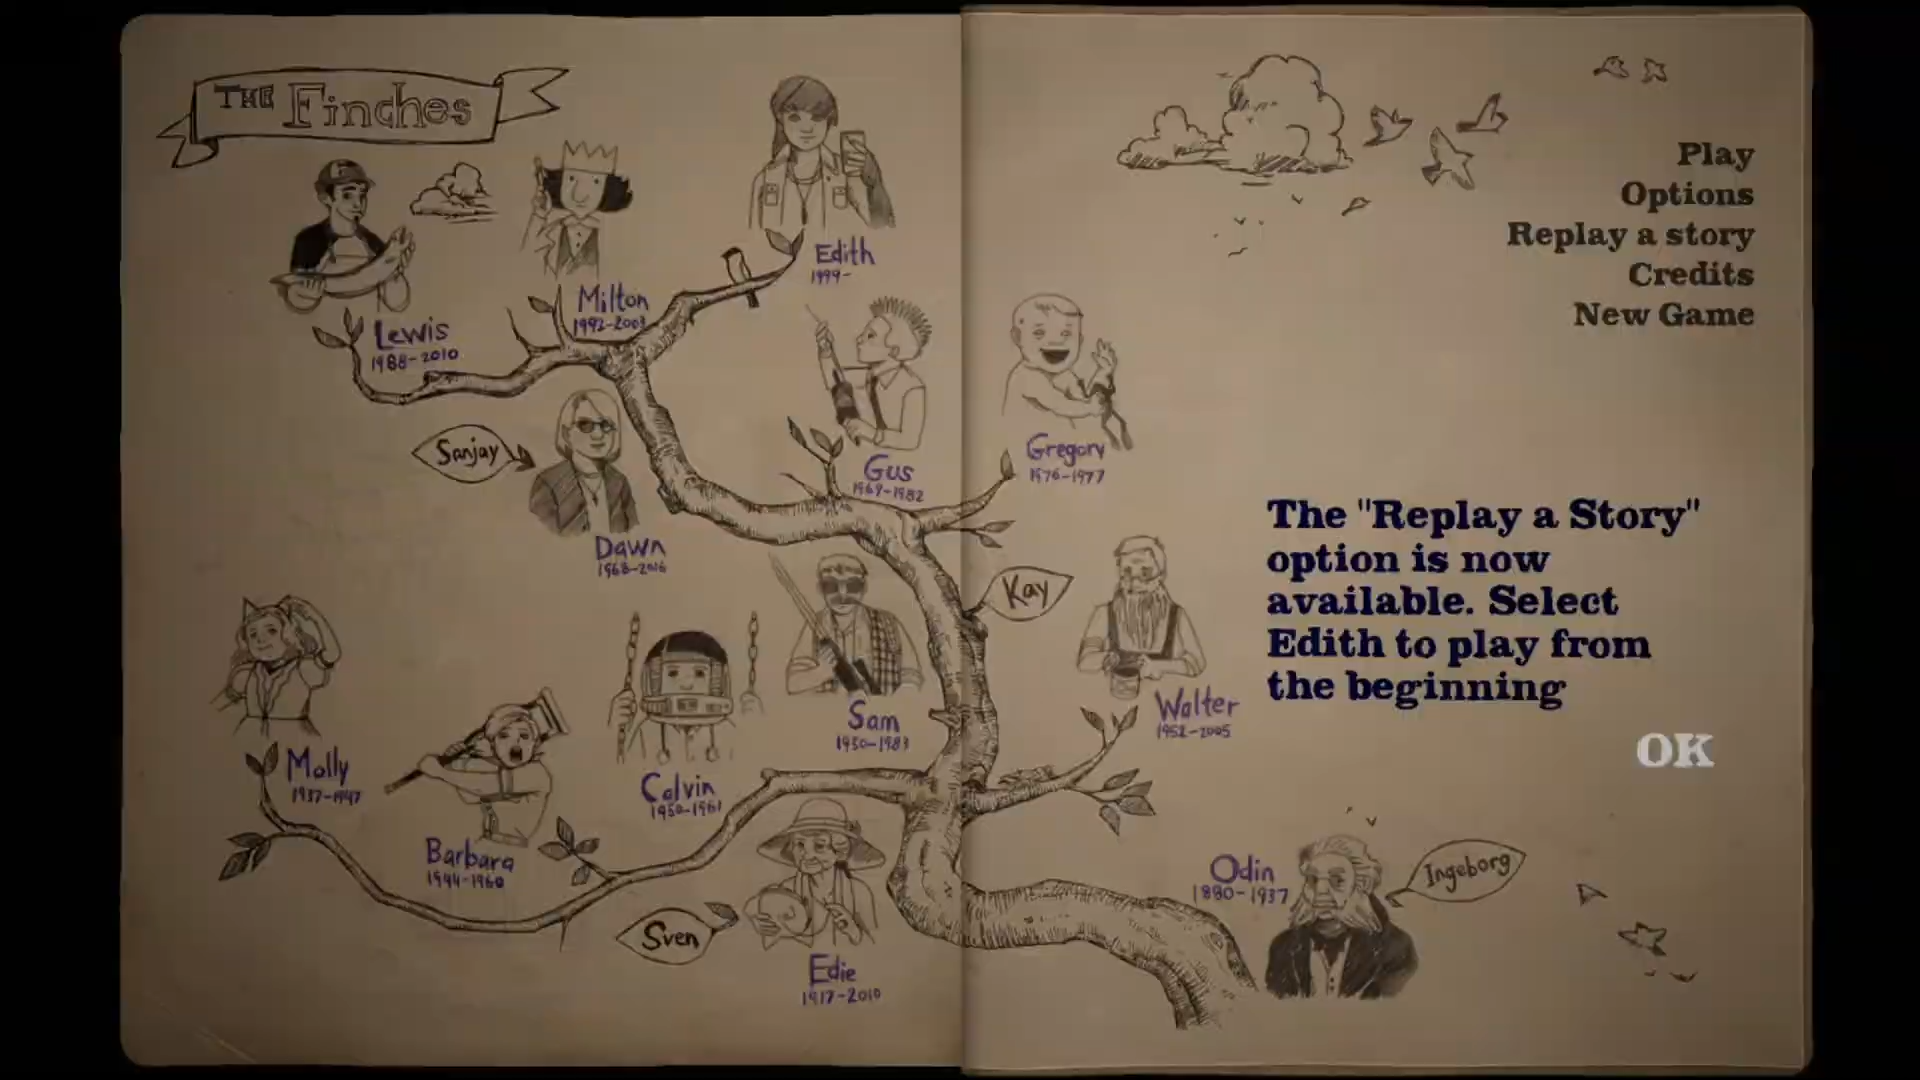 THE Finches
Edith
1999-
Milton
1992-2003
Lewis
1988-2010
Gus
1969-1982
Gregory
1976-1977
Sanjay
Dawn
1968-2016
Kay
Sam
1950-1983
Walter
1952-2005
Molly
1937-1947
Barbara
1944-1960
Calvin
1950-1961
Sven
Edie
1917-2010
Odin
1880-1937
Ingeborg
Play
Options
Replay a story
Credits
New Game
The "Replay a Story"
option is now
available. Select
Edith to play from
the beginning
OK